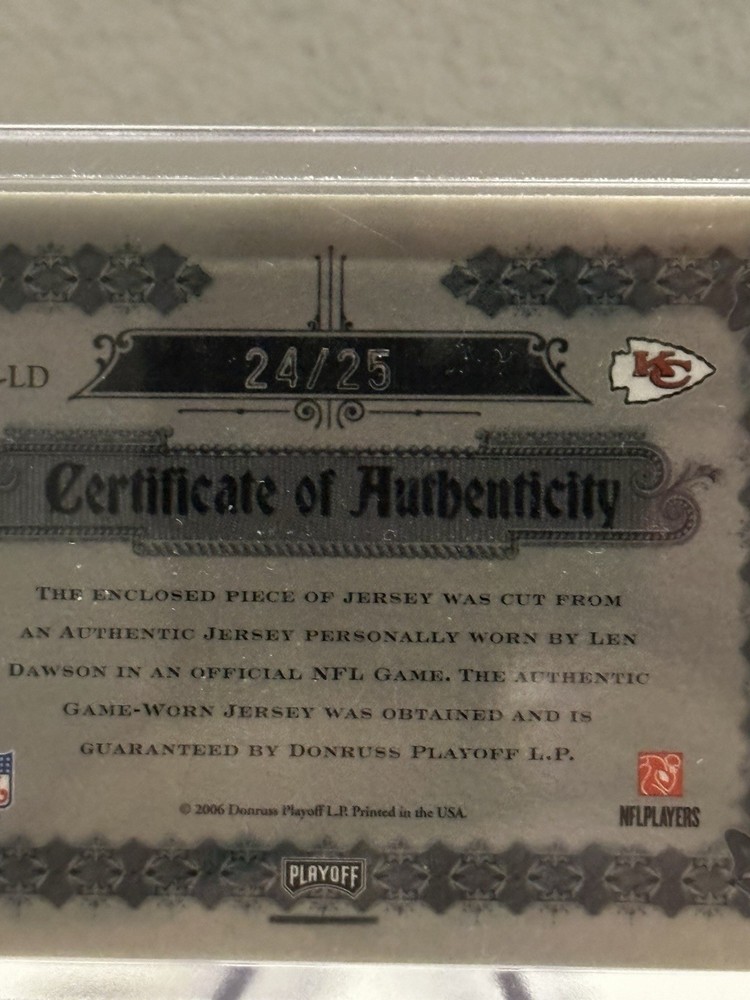 -LD
24/25
KC
Certificate of Authenticity
THE ENCLOSED PIECE OF JERSEY WAS CUT FROM
AN AUTHENTIC JERSEY PERSONALLY WORN BY LEN
DAWSON IN AN OFFICIAL NFL GAME. THE AUTHENTIC
GAME-WORN JERSEY WAS OBTAINED AND IS
GUARANTEED BY DONRUSS PLAYOFF L.P.
NFLPLAYERS
© 2006 Donruss Playoff L.P. Printed in the USA.
PLAYOFF